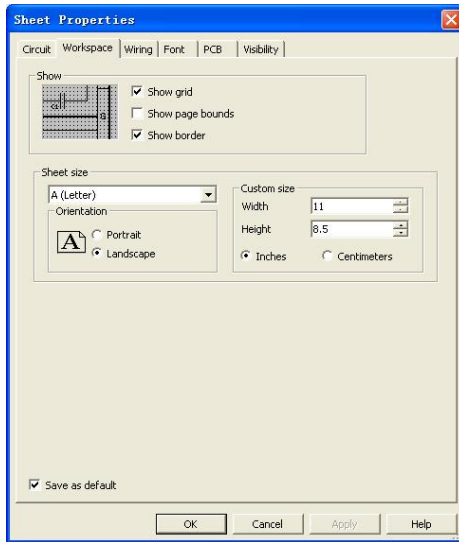 Sheet Properties
Circuit Workspace Wiring Font PCB Visibility
Show
Show grid
Show page bounds
Show border
Sheet size
A (Letter)
Orientation
A
Portrait
Landscape
Custom size
Width 11
Height 8.5
Inches Centimeters
Save as default
OK Cancel Apply Help